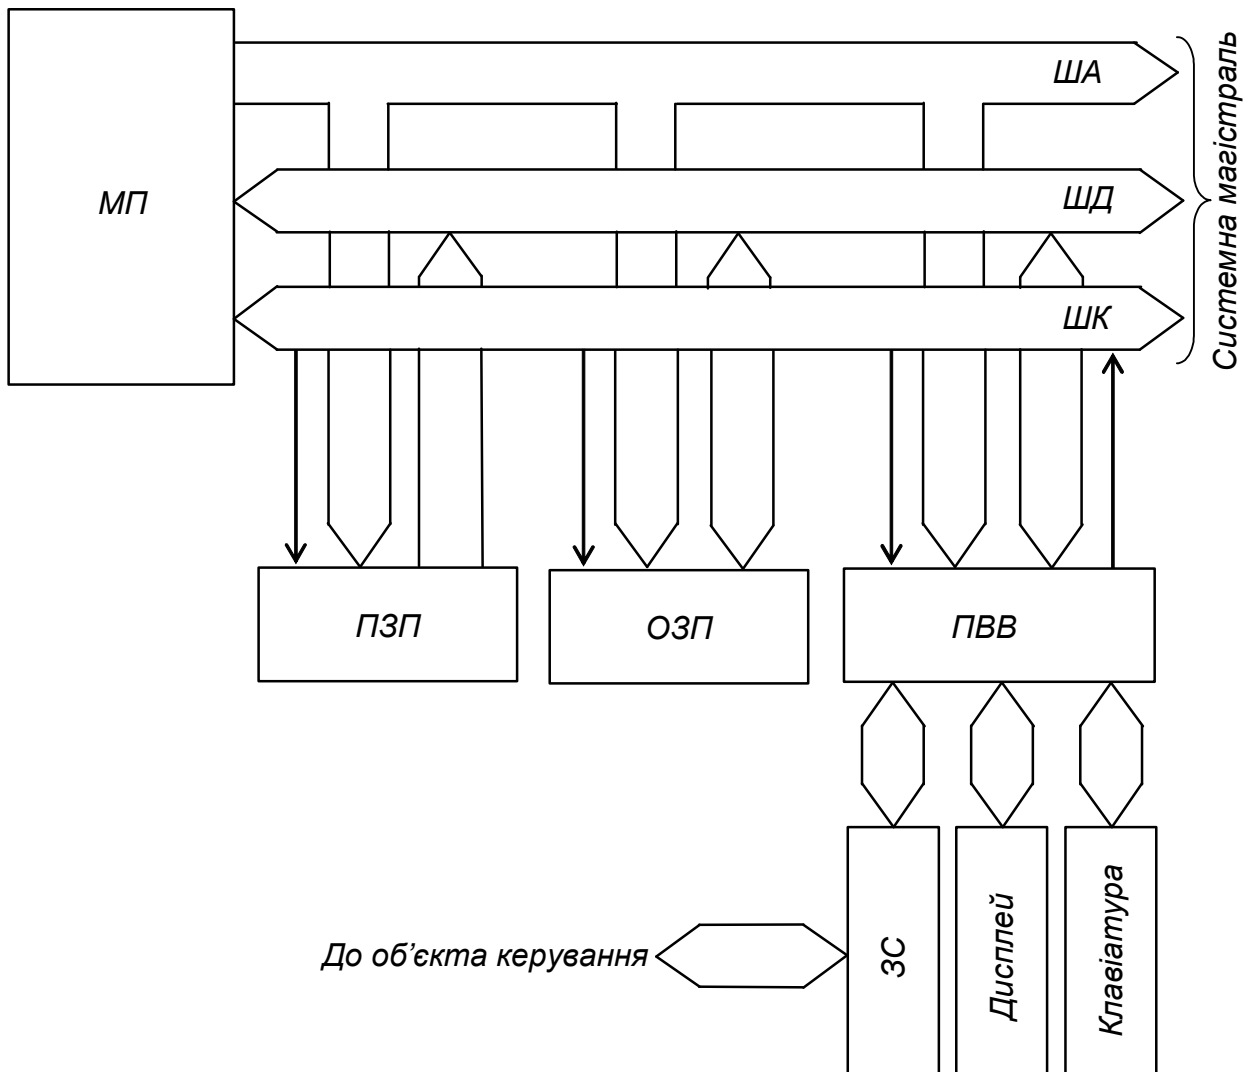 ША
Системна магістраль
МП
ШД
ШК
ПЗП
ОЗП
ПВВ
До об’єкта керування
ЗС
Дисплей
Клавіатура